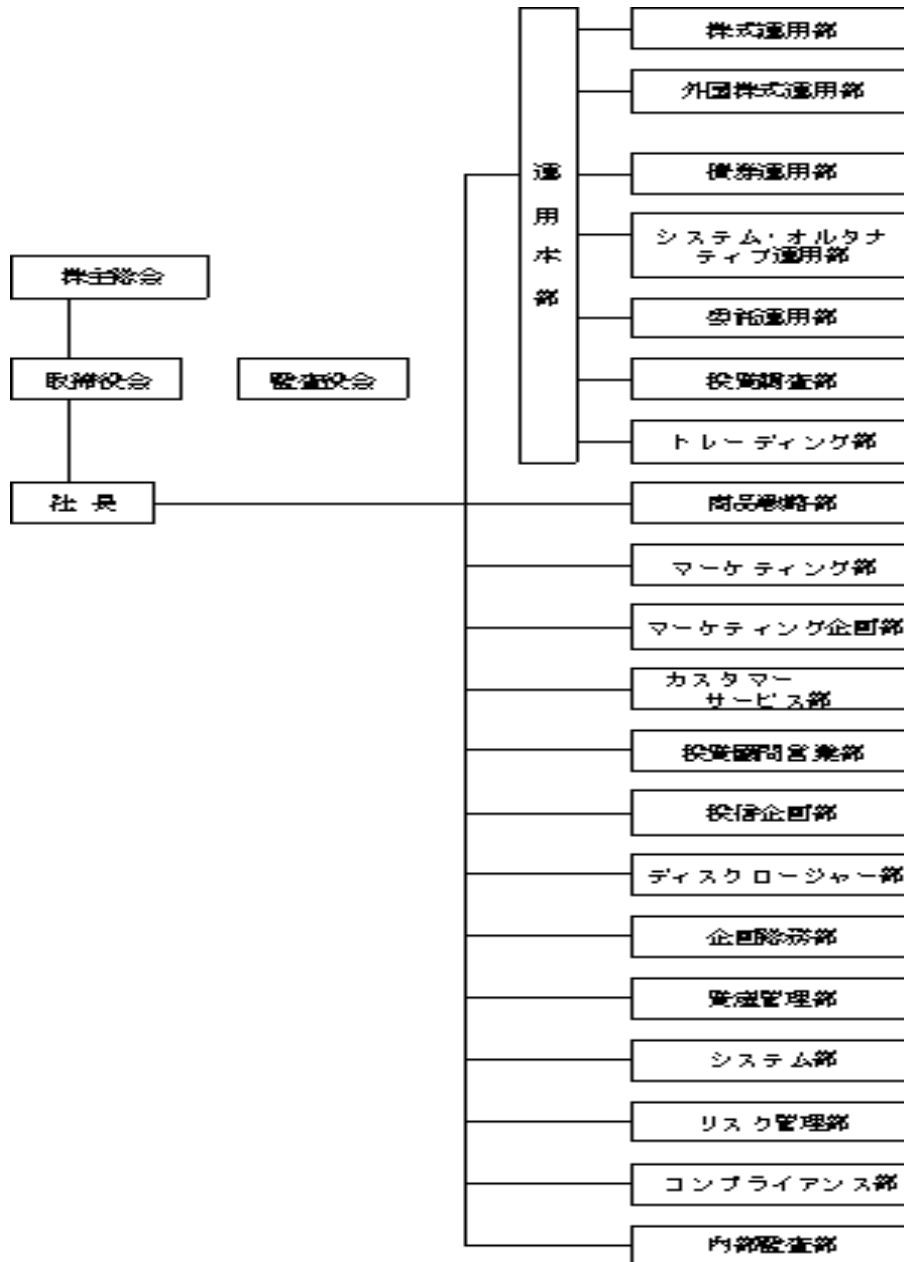 株式運用部
外国株式運用部
債券運用部
運用本部
システム・オルタナ
ティブ運用部
株主総会
委託運用部
取締役会
監査役会
投資調査部
トレーディング部
社長
商品戦略部
マーケティング部
マーケティング企画部
カスタマー
サービス部
投資顧問営業部
投信企画部
ディスクロージャー部
企画総務部
資産管理部
システム部
リスク管理部
コンプライアンス部
内部監査部